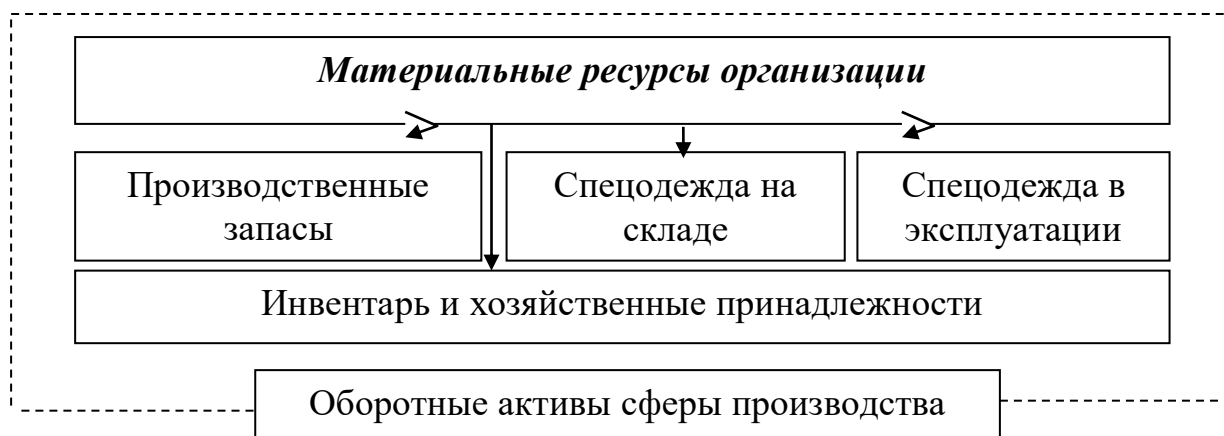 Материальные ресурсы организации
Производственные
запасы
Спецодежда на
складе
Спецодежда в
эксплуатации
Инвентарь и хозяйственные принадлежности
Оборотные активы сферы производства